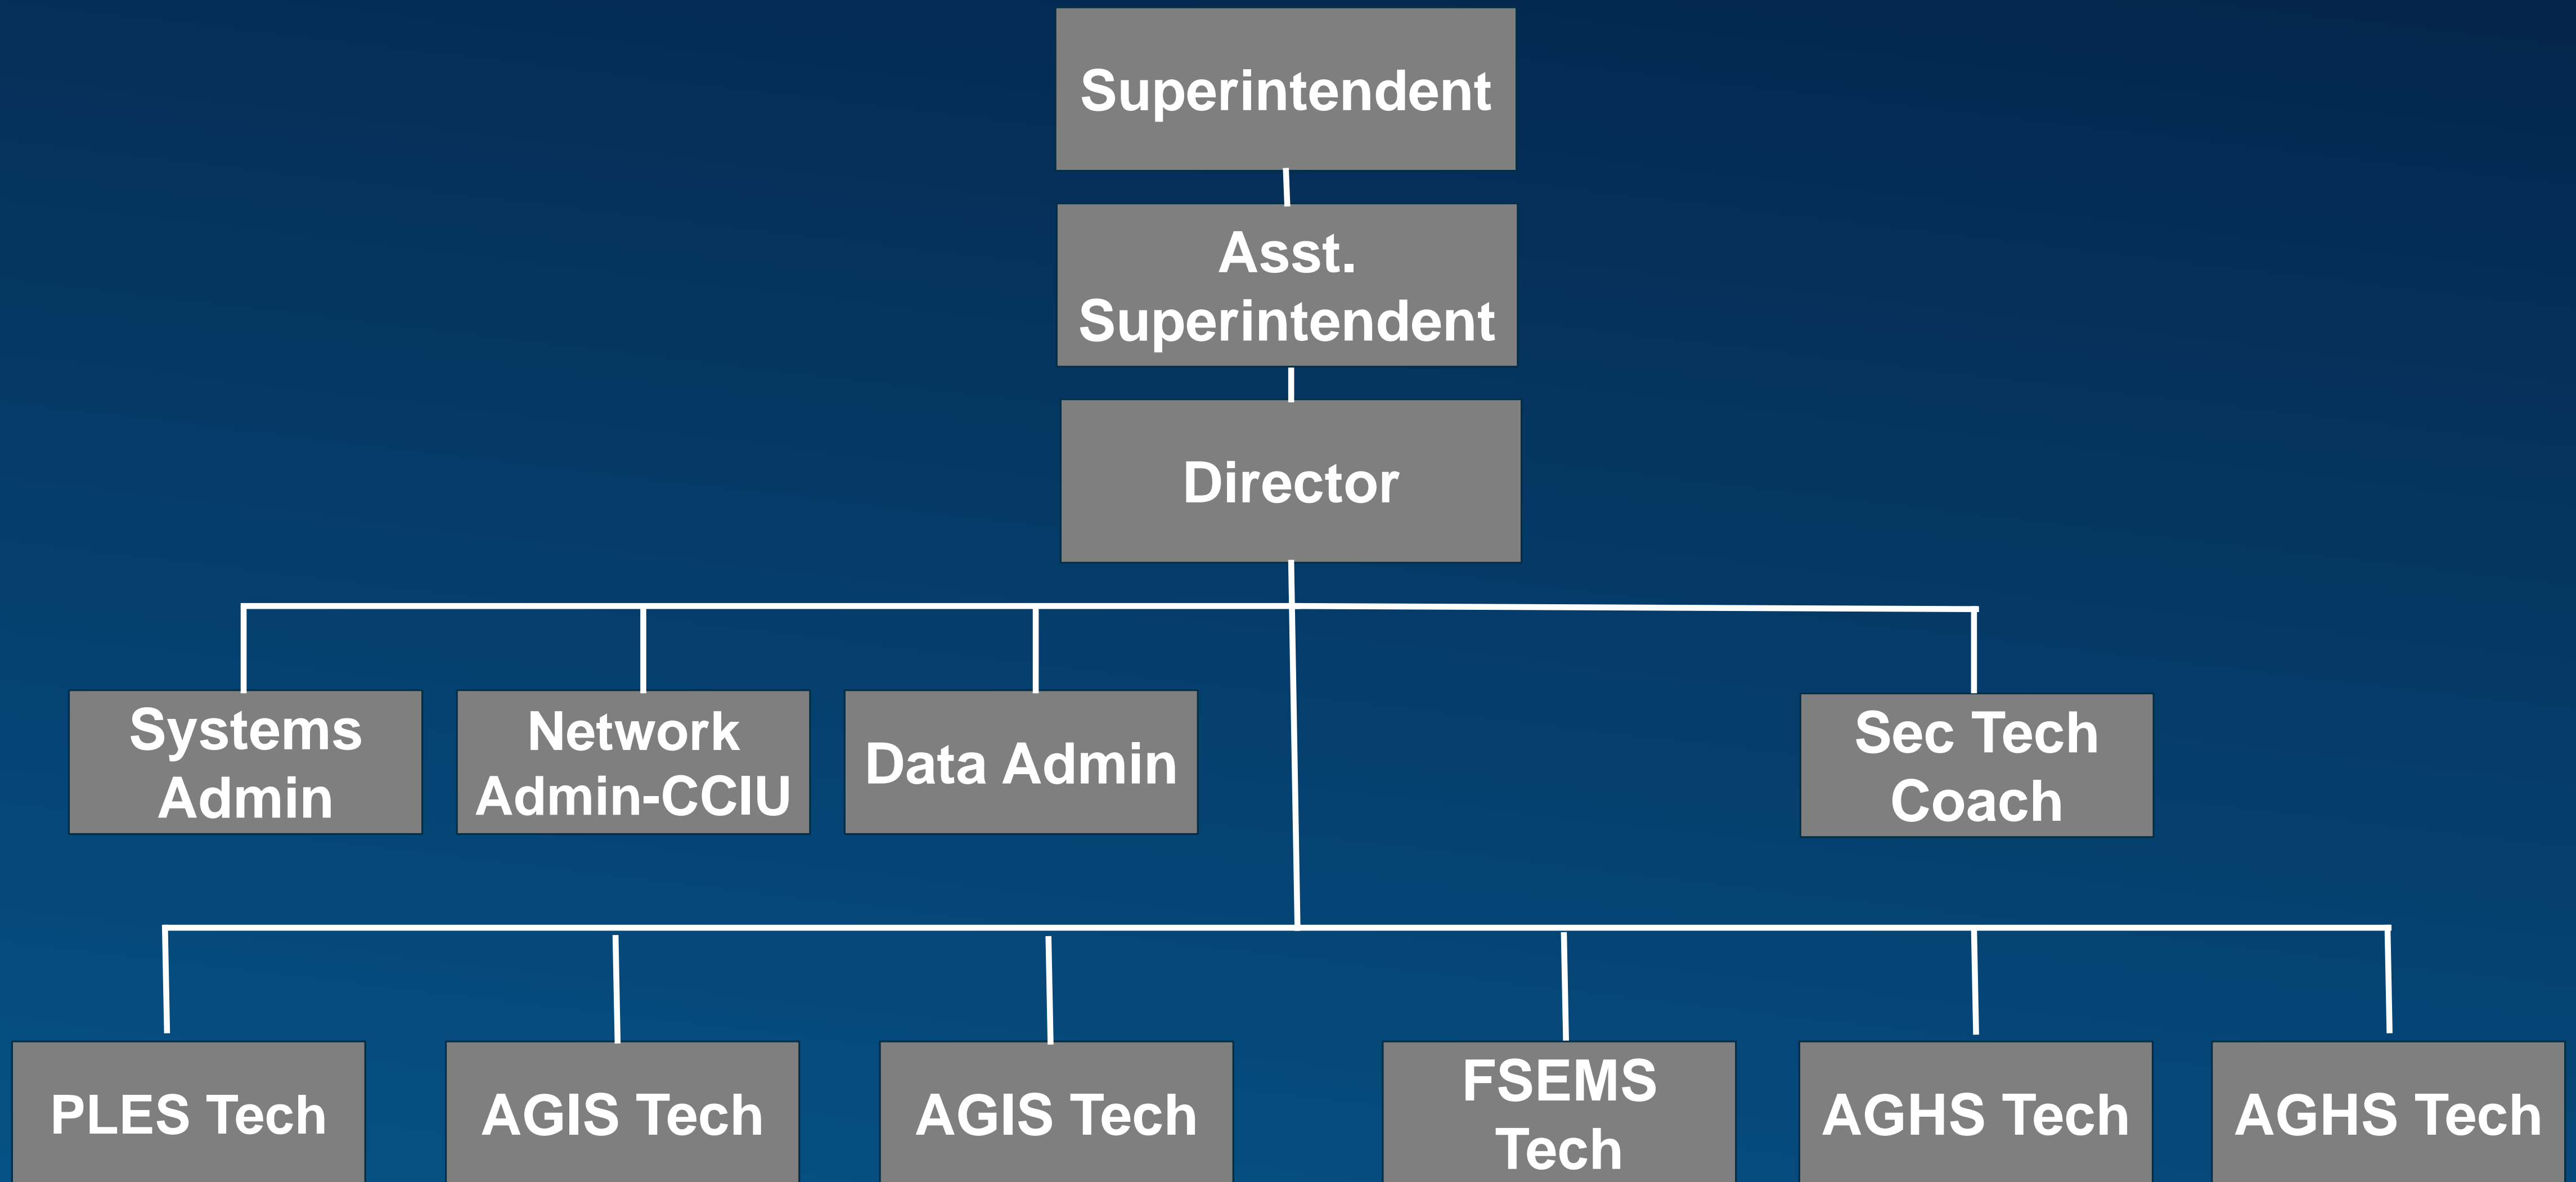 Superintendent
Asst.
Superintendent
Director
Systems
Admin
Network
Admin-CCIU
Data Admin
Sec Tech
Coach
PLES Tech
AGIS Tech
AGIS Tech
FSEMS
Tech
AGHS Tech
AGHS Tech